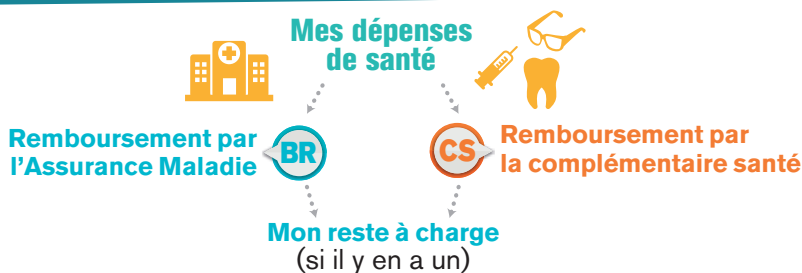 Mes dépenses
de santé
Remboursement par
l'Assurance Maladie
BR
CS
Remboursement par
la complémentaire santé
Mon reste à charge
(si il y en a un)